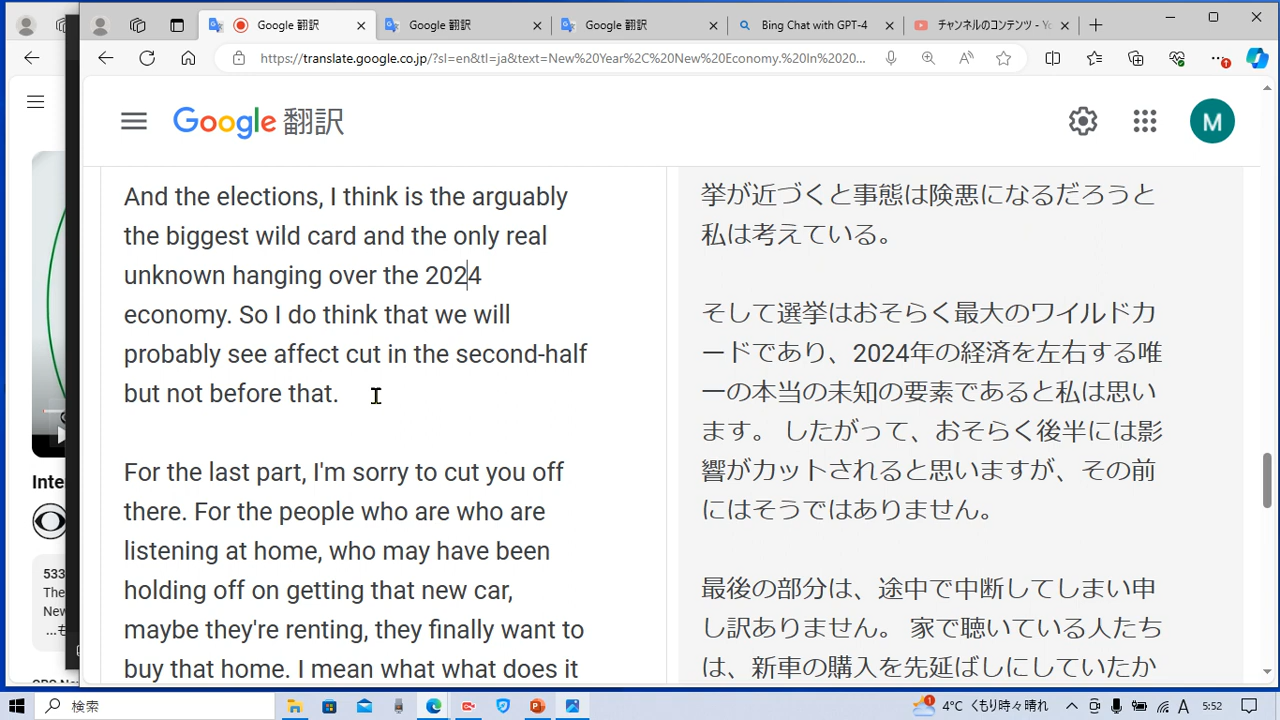 Google 翻訳
Google 翻訳
Google 翻訳
Bing Chat with GPT-4
チャンネルのコンテンツ - Yo
https://translate.google.co.jp/?sl=en&tl=ja&text=New%20Year%2C%20New%20Economy.%20In%2020...
Google 翻訳
M
And the elections, I think is the arguably
the biggest wild card and the only real
unknown hanging over the 2024
economy. So I do think that we will
probably see affect cut in the second-half
but not before that.
For the last part, I'm sorry to cut you off
there. For the people who are who are
listening at home, who may have been
holding off on getting that new car,
maybe they're renting, they finally want to
buy that home. I mean what what does it
挙が近づくと事態は険悪になるだろうと
私は考えている。
そして選挙はおそらく最大のワイルドカ
ードであり、2024年の経済を左右する唯
一の本当の未知の要素であると私は思い
ます。 したがって、おそらく後半には影
響がカットされると思いますが、その前
にはそうではありません。
最後の部分は、途中で中断してしまい申
し訳ありません。 家で聴いている人たち
は、新車の購入を先延ばしにしていたか
Inte
533
The
New
...も
検索
4°C くもり時々晴れ
A
5:52